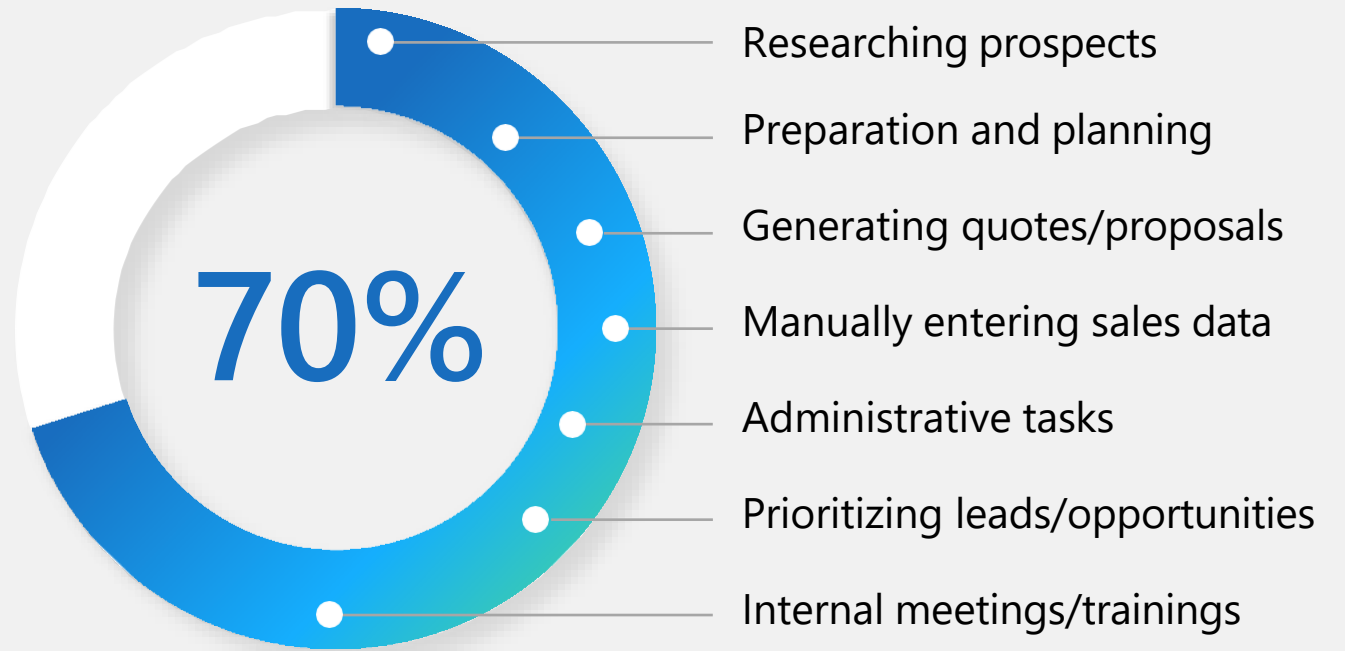 Researching prospects
Preparation and planning
Generating quotes/proposals
70%
Manually entering sales data
Administrative tasks
Prioritizing leads/opportunities
Internal meetings/trainings